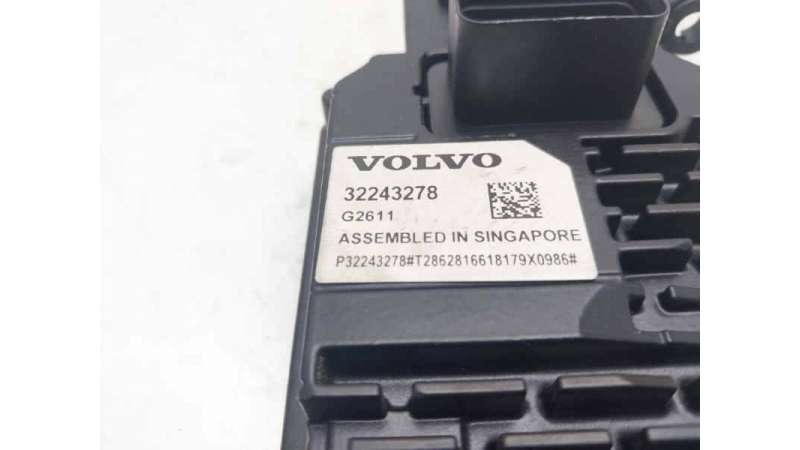 VOLVO
32243278
G2611
ASSEMBLED IN SINGAPORE
P32243278#T2862816618179X0986#